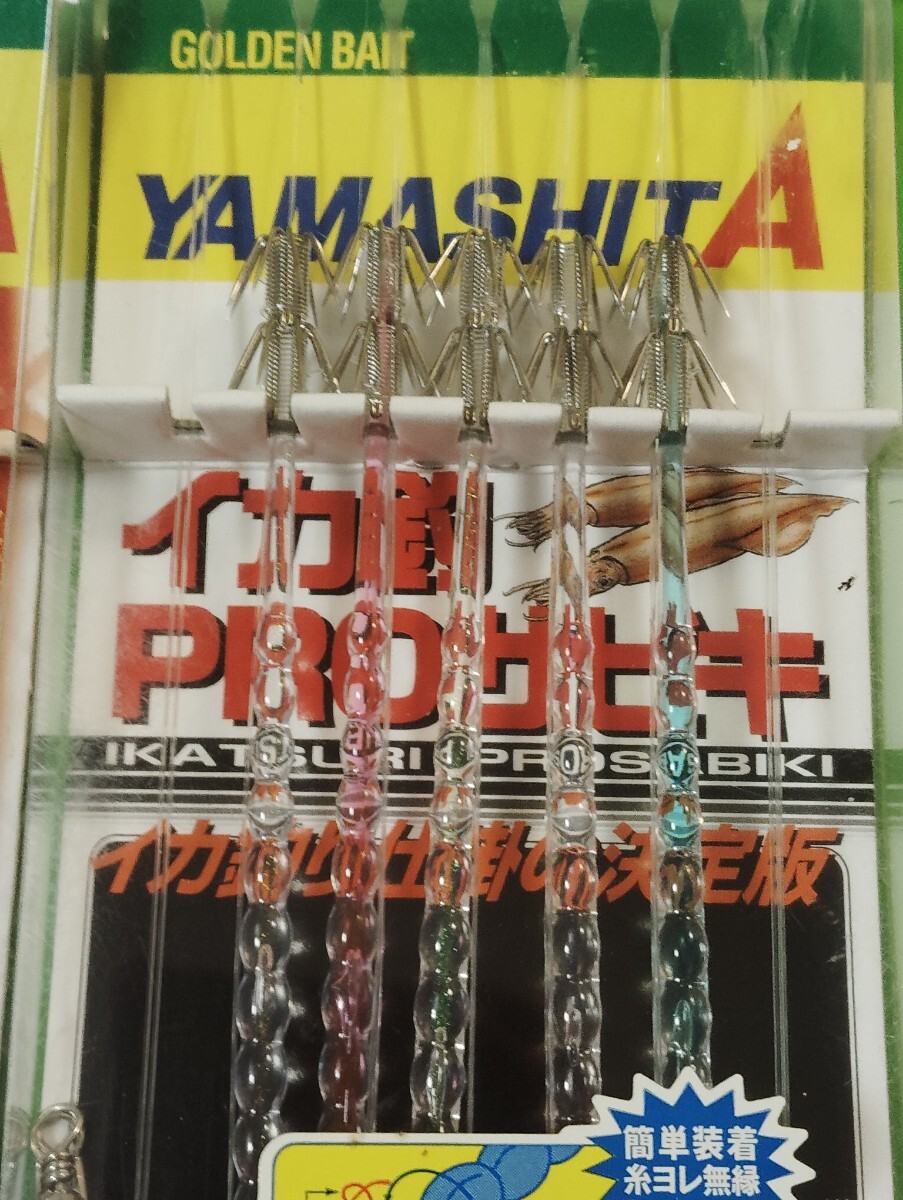 GOLDEN BAIT
YAMASHITA
イカ釣
PROサビキ
IKATSURI PROSABIKI
イカ釣り仕掛の決定版
簡単装着
糸ヨレ無縁